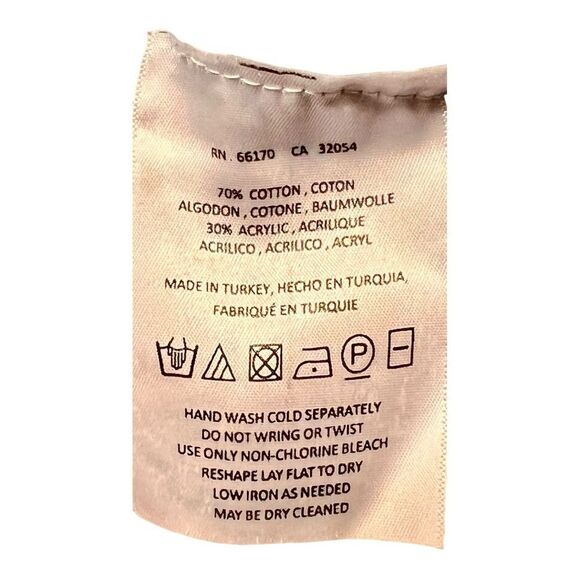 RN. 66170 CA 32054
70% COTTON, COTON
ALGODON, COTONE, BAUMWOLLE
30% ACRYLIC, ACRILIQUE
ACRILICO, ACRILICO, ACRYL
MADE IN TURKEY, HECHO EN TURQUIA,
FABRIQUÉ EN TURQUIE
P
HAND WASH COLD SEPARATELY
DO NOT WRING OR TWIST
USE ONLY NON-CHLORINE BLEACH
RESHAPE LAY FLAT TO DRY
LOW IRON AS NEEDED
MAY BE DRY CLEANED